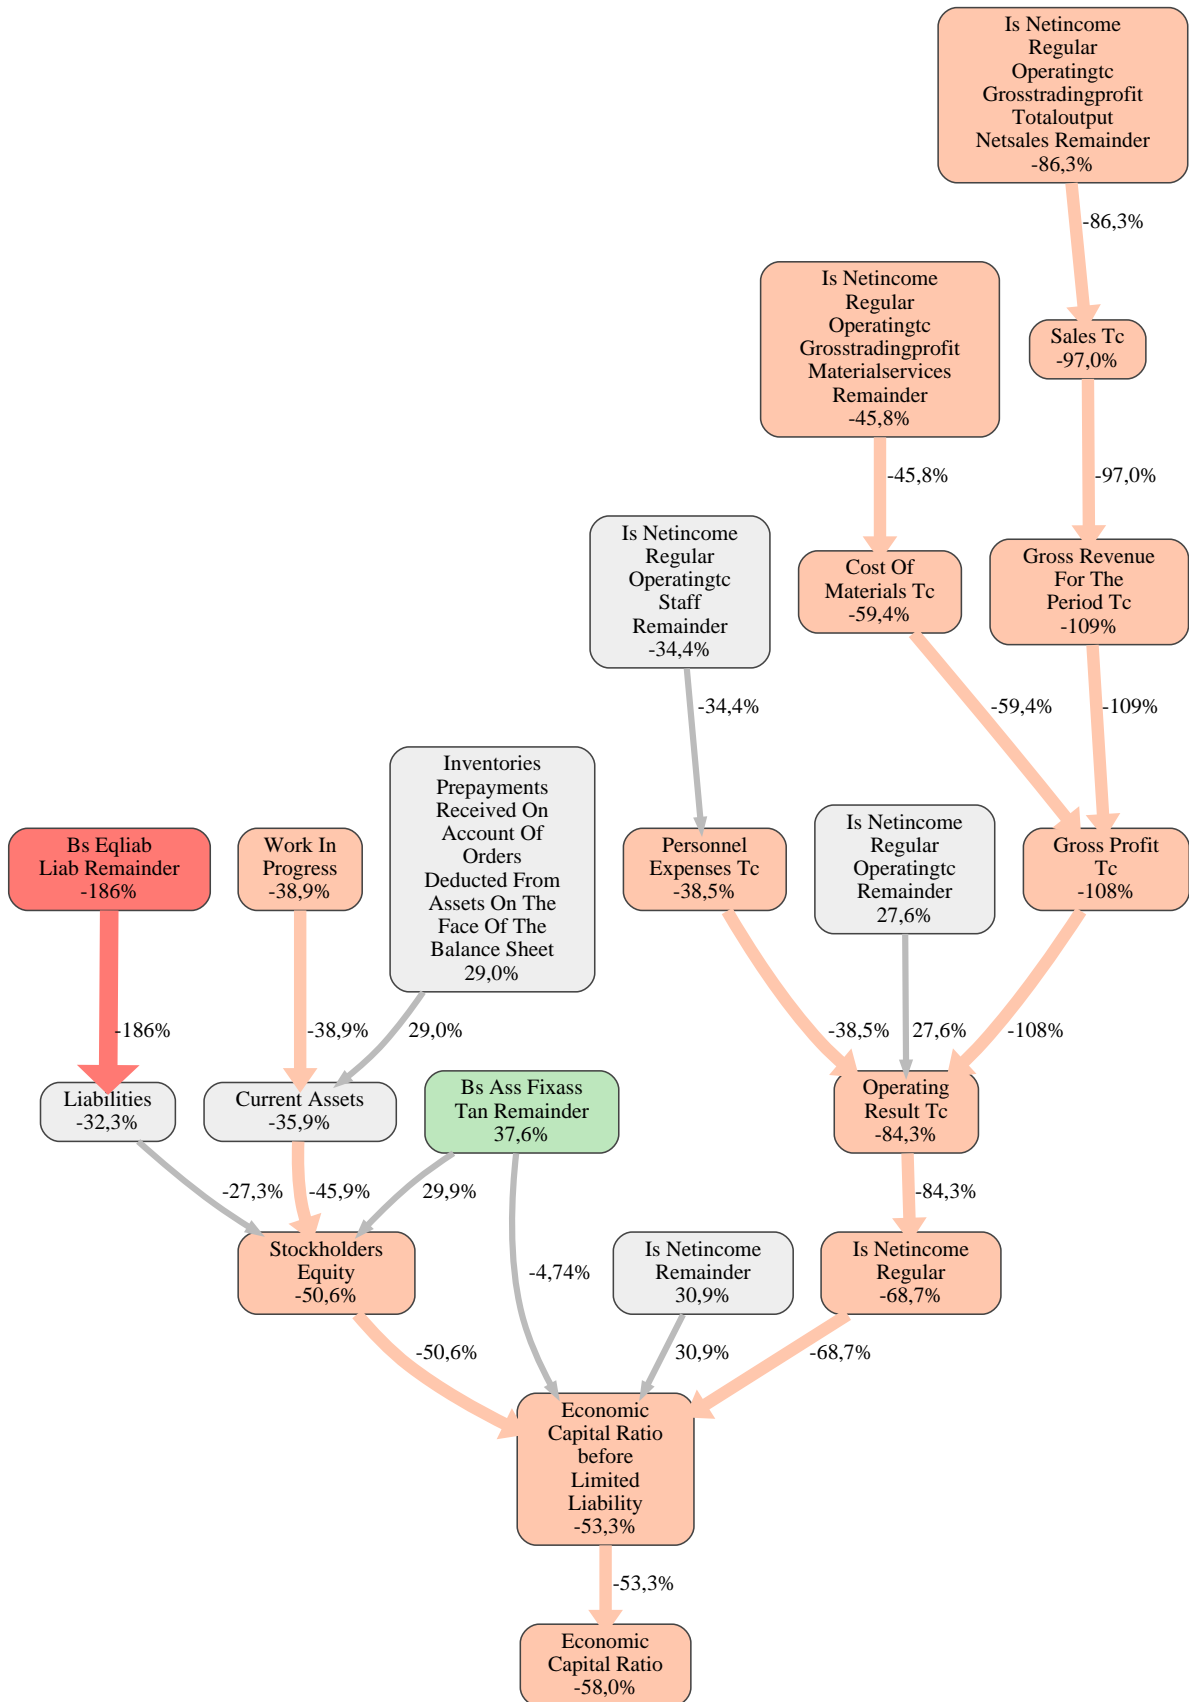 Is Netincome
Regular
Operatingtc
Grosstradingprofit
Totaloutput
Netsales Remainder
-86,3%
-86,3%
Is Netincome
Regular
Operatingtc
Grosstradingprofit
Materialservices
Remainder
-45,8%
Sales Tc
-97,0%
-45,8%
-97,0%
Is Netincome
Regular
Operatingtc
Staff
Remainder
-34,4%
Cost Of
Materials Tc
-59,4%
Gross Revenue
For The
Period Tc
-109%
-34,4%
-59,4%
-109%
Inventories
Prepayments
Received On
Account Of
Orders
Deducted From
Assets On The
Face Of The
Balance Sheet
29,0%
Bs Eqliab
Liab Remainder
-186%
Work In
Progress
-38,9%
Personnel
Expenses Tc
-38,5%
Is Netincome
Regular
Operatingtc
Remainder
27,6%
Gross Profit
Tc
-108%
-186%
-38,9%
29,0%
-38,5%
27,6%
-108%
Liabilities
-32,3%
Current Assets
-35,9%
Bs Ass Fixass
Tan Remainder
37,6%
Operating
Result Tc
-84,3%
-27,3%
-45,9%
29,9%
-84,3%
Stockholders
Equity
-50,6%
-4,74%
Is Netincome
Remainder
30,9%
Is Netincome
Regular
-68,7%
-50,6%
30,9%
-68,7%
Economic
Capital Ratio
before
Limited
Liability
-53,3%
-53,3%
Economic
Capital Ratio
-58,0%